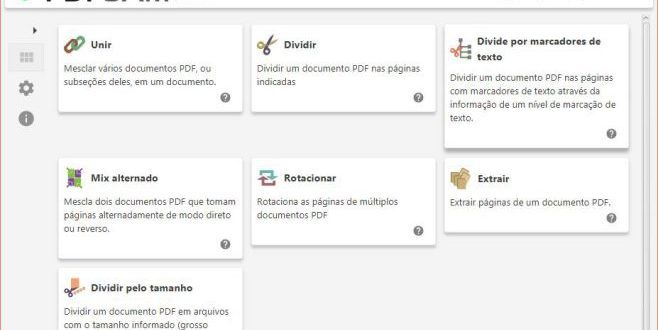 Unir
Mesclar vários documentos PDF, ou
subseções deles, em um documento.
Dividir
Dividir um documento PDF nas páginas
indicadas
Divide por marcadores de
texto
Dividir um documento PDF nas páginas
com marcadores de texto através da
informação de um nível de marcação de
texto.
Mix alternado
Mescla dois documentos PDF que tomam
páginas alternadamente de modo direto
ou reverso.
Rotacionar
Rotaciona as páginas de múltiplos
documentos PDF
Extrair
Extrair páginas de um documento PDF.
Dividir pelo tamanho
Dividir um documento PDF em arquivos
com o tamanho informado (grosso